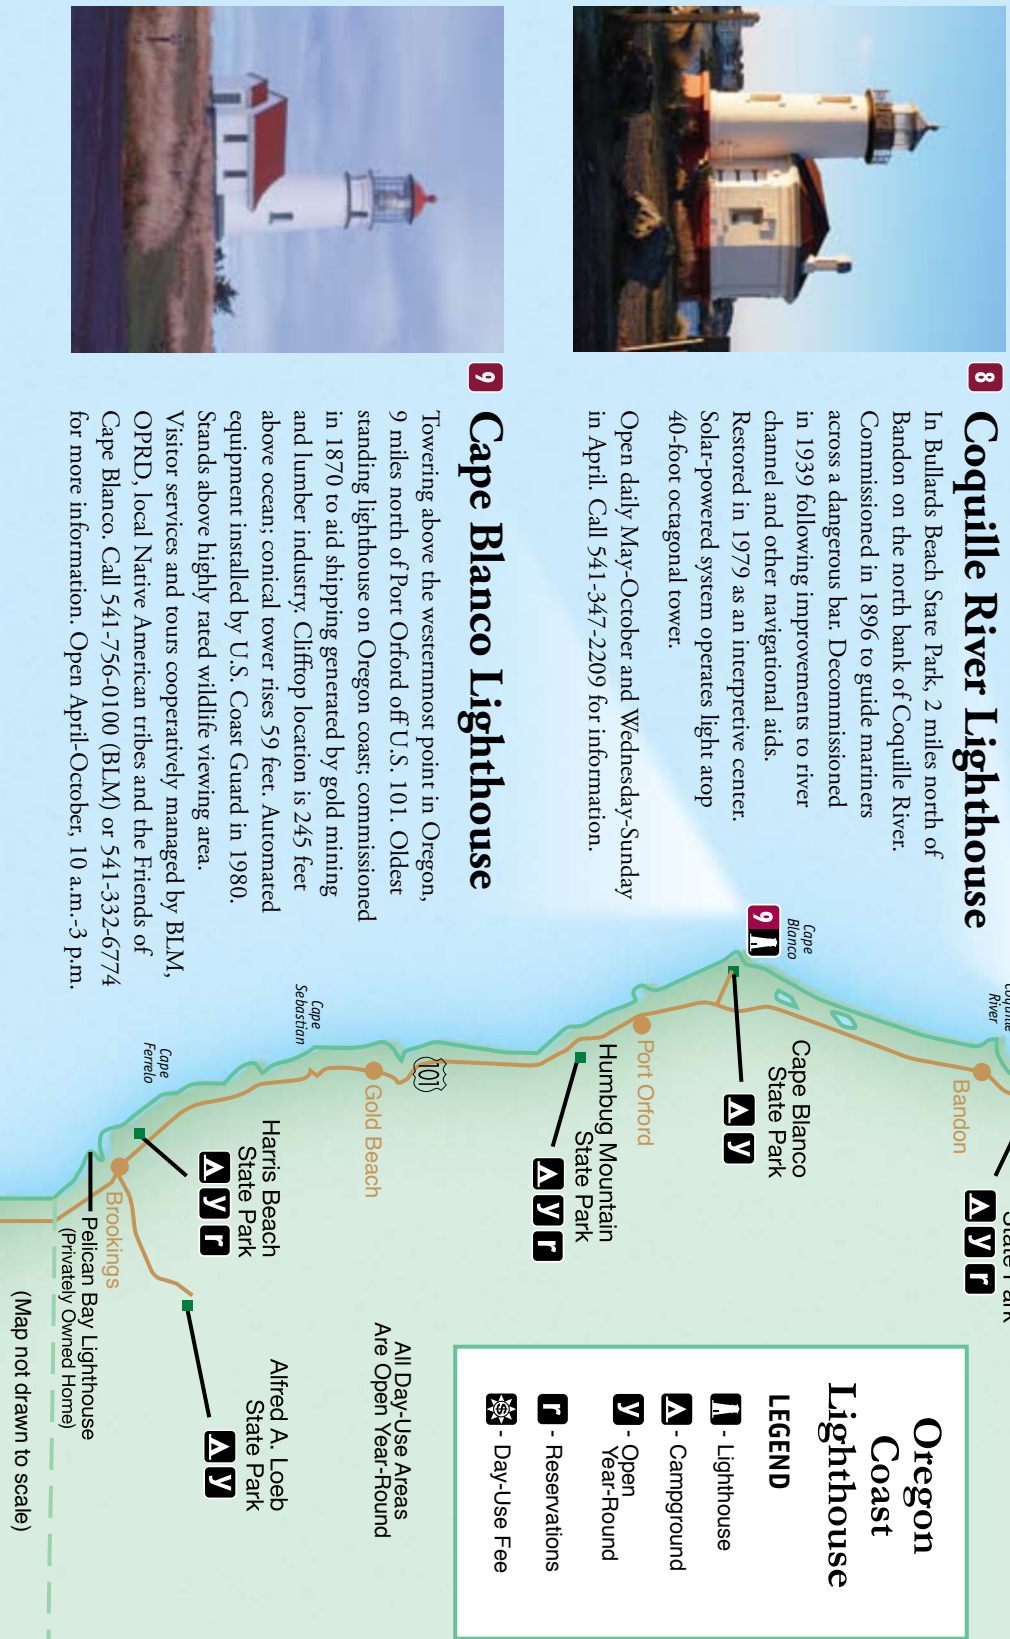 8
Coquille River Lighthouse
In Bullards Beach State Park, 2 miles north of
Bandon on the north bank of Coquille River.
Commissioned in 1896 to guide mariners
across a dangerous bar. Decommissioned
in 1939 following improvements to river
channel and other navigational aids.
Restored in 1979 as an interpretive center.
Solar-powered system operates light atop
40-foot octagonal tower.
Open daily May-October and Wednesday-Sunday
in April. Call 541-347-2209 for information.
9
Cape Blanco Lighthouse
Towering above the westernmost point in Oregon,
9 miles north of Port Orford off U.S. 101. Oldest
standing lighthouse on Oregon coast; commissioned
in 1870 to aid shipping generated by gold mining
and lumber industry. Clifftop location is 245 feet
above ocean; conical tower rises 59 feet. Automated
equipment installed by U.S. Coast Guard in 1980.
Stands above highly rated wildlife viewing area.
Visitor services and tours cooperatively managed by BLM,
OPRD, local Native American tribes and the Friends of
Cape Blanco. Call 541-756-0100 (BLM) or 541-332-6774
for more information. Open April-October, 10 a.m.-3 p.m.
Coquille
River
State Park
y r
Bandon
Cape
Blanco
9
Cape Blanco
State Park
y
Port Orford
Humbug Mountain
State Park
y r
101
Gold Beach
Cape
Sebastian
Cape
Ferrelo
Harris Beach
State Park
y r
Brookings
Pelican Bay Lighthouse
(Privately Owned Home)
Alfred A. Loeb
State Park
y
All Day-Use Areas
Are Open Year-Round
(Map not drawn to scale)
Oregon
Coast
Lighthouse
LEGEND
- Lighthouse
- Campground
y - Open
Year-Round
r - Reservations
$ - Day-Use Fee